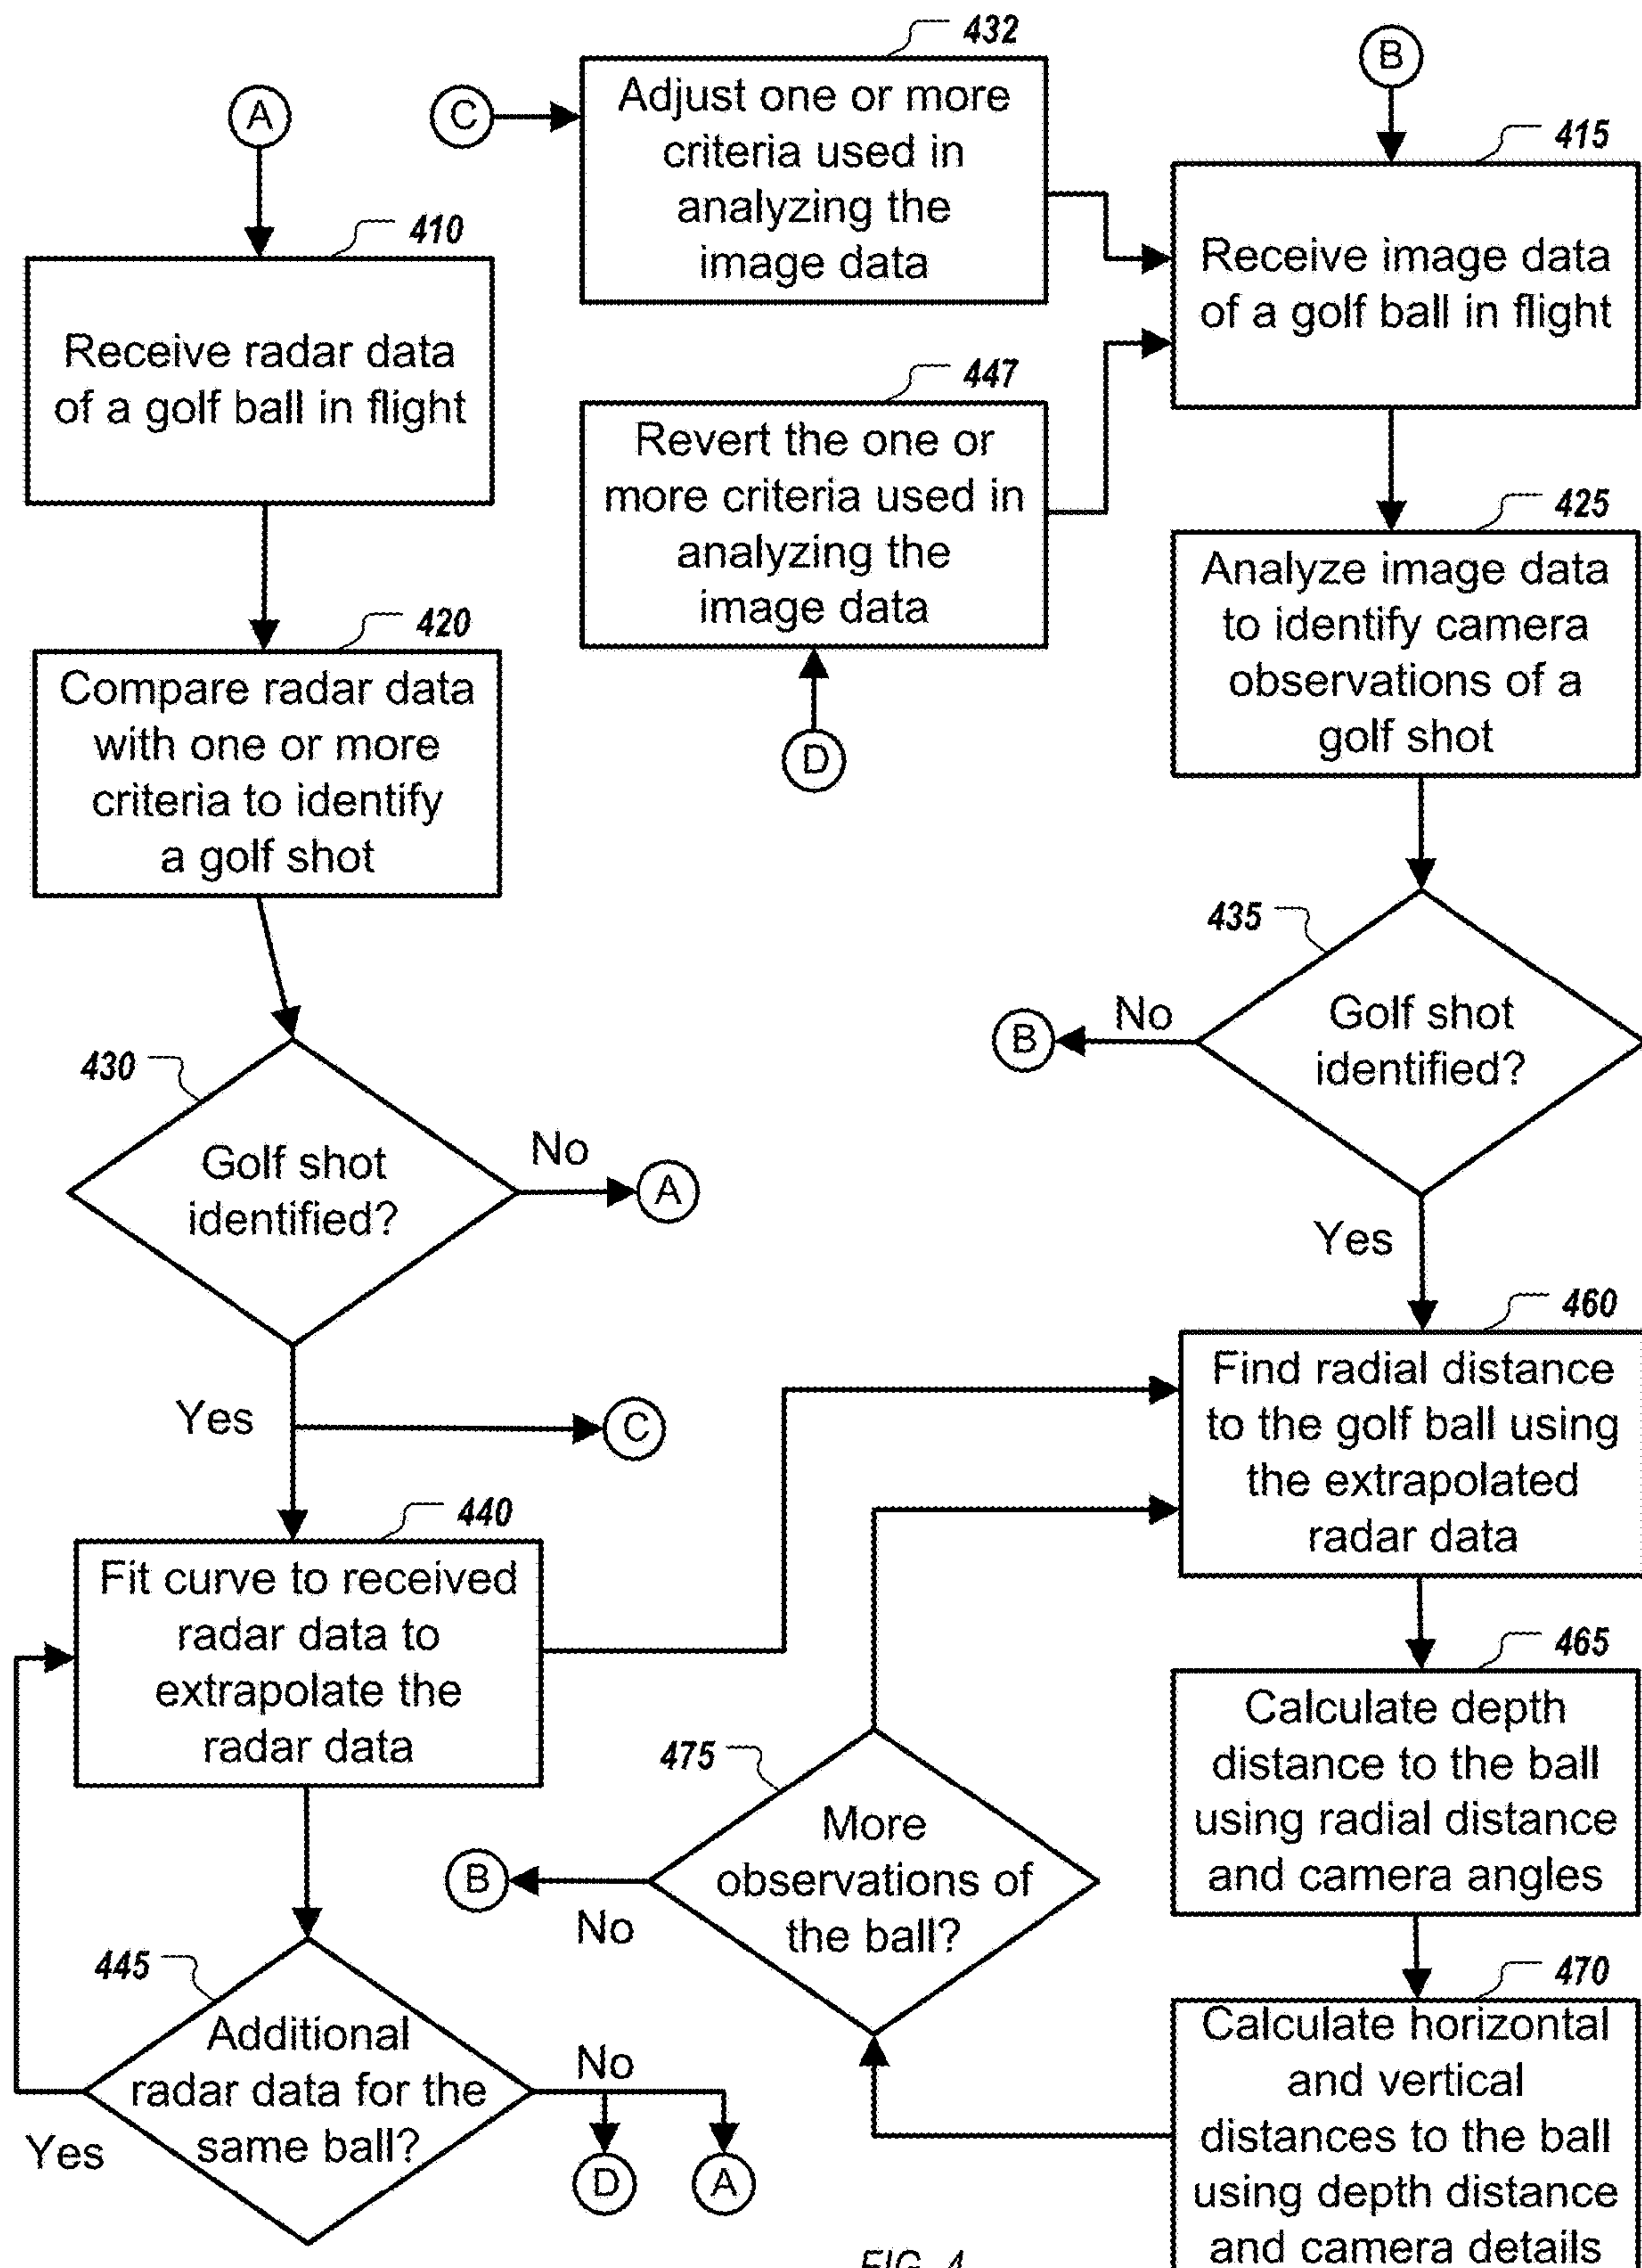 432
A
C
Adjust one or more
criteria used in
analyzing the
image data
B
415
Receive image data
of a golf ball in flight
410
Receive radar data
of a golf ball in flight
447
Revert the one or
more criteria used in
analyzing the
image data
D
425
Analyze image data
to identify camera
observations of a
golf shot
420
Compare radar data
with one or more
criteria to identify
a golf shot
435
Golf shot
identified?
No
B
Yes
430
Golf shot
identified?
No
A
Yes
C
460
Find radial distance
to the golf ball using
the extrapolated
radar data
440
Fit curve to received
radar data to
extrapolate the
radar data
465
Calculate depth
distance to the ball
using radial distance
and camera angles
475
More
observations of
the ball?
B
No
445
Additional
radar data for the
same ball?
Yes
No
D
A
470
Calculate horizontal
and vertical
distances to the ball
using depth distance
and camera details
FIG. 4